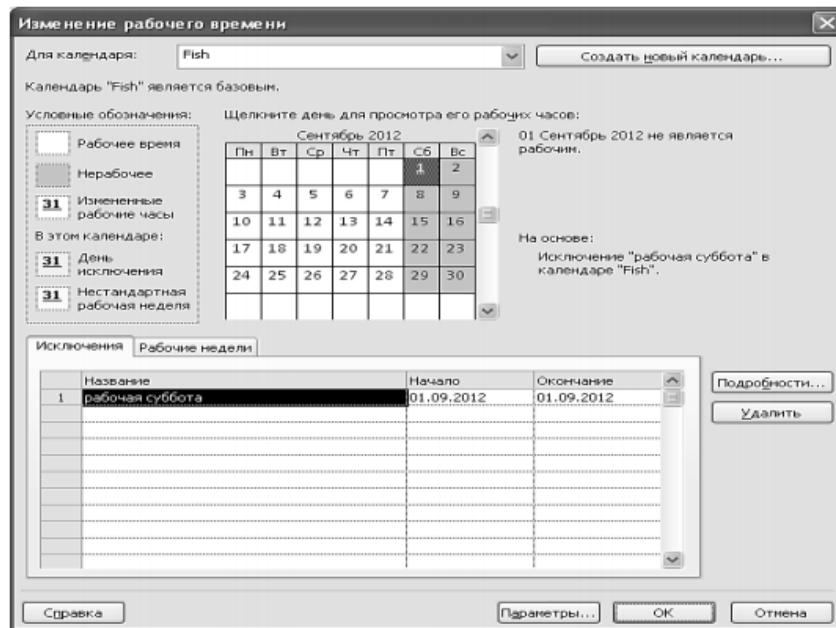 Изменение рабочего времени
Для календаря: Fish Создать новый календарь...
Календарь "Fish" является базовым.
Условные обозначения:
Рабочее время
Нерабочее
31 Измененные рабочие часы
В этом календаре:
31 День исключения
31 Нестандартная рабочая неделя
Щелкните день для просмотра его рабочих часов:
Сентябрь 2012
Пн Вт Ср Чт Пт Сб Вс
1 2
3 4 5 6 7 8 9
10 11 12 13 14 15 16
17 18 19 20 21 22 23
24 25 26 27 28 29 30
01 Сентябрь 2012 не является
рабочим.
На основе:
Исключение "рабочая суббота" в
календаре "Fish".
Исключения Рабочие недели
Название Начало Окончание
1 рабочая суббота 01.09.2012 01.09.2012
Подробности...
Удалить
Справка Параметры... ОК Отмена